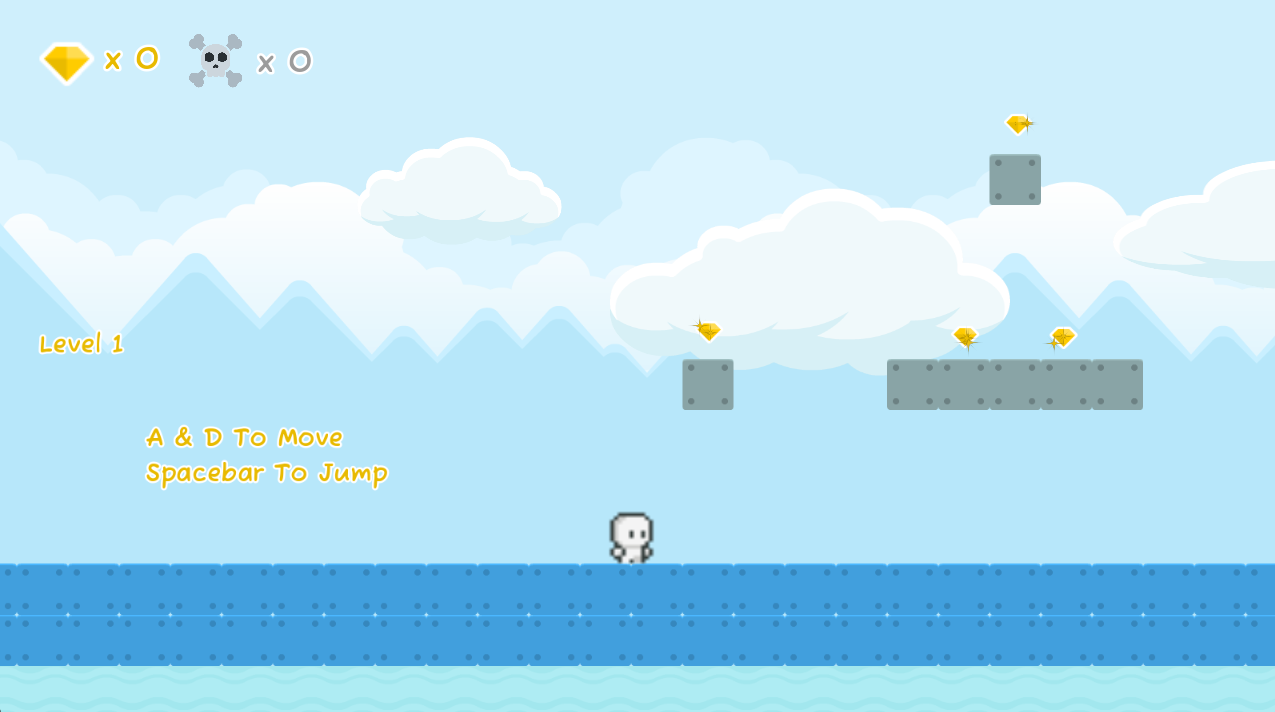 x 0
x 0
Level 1
A & D To Move
Spacebar To Jump